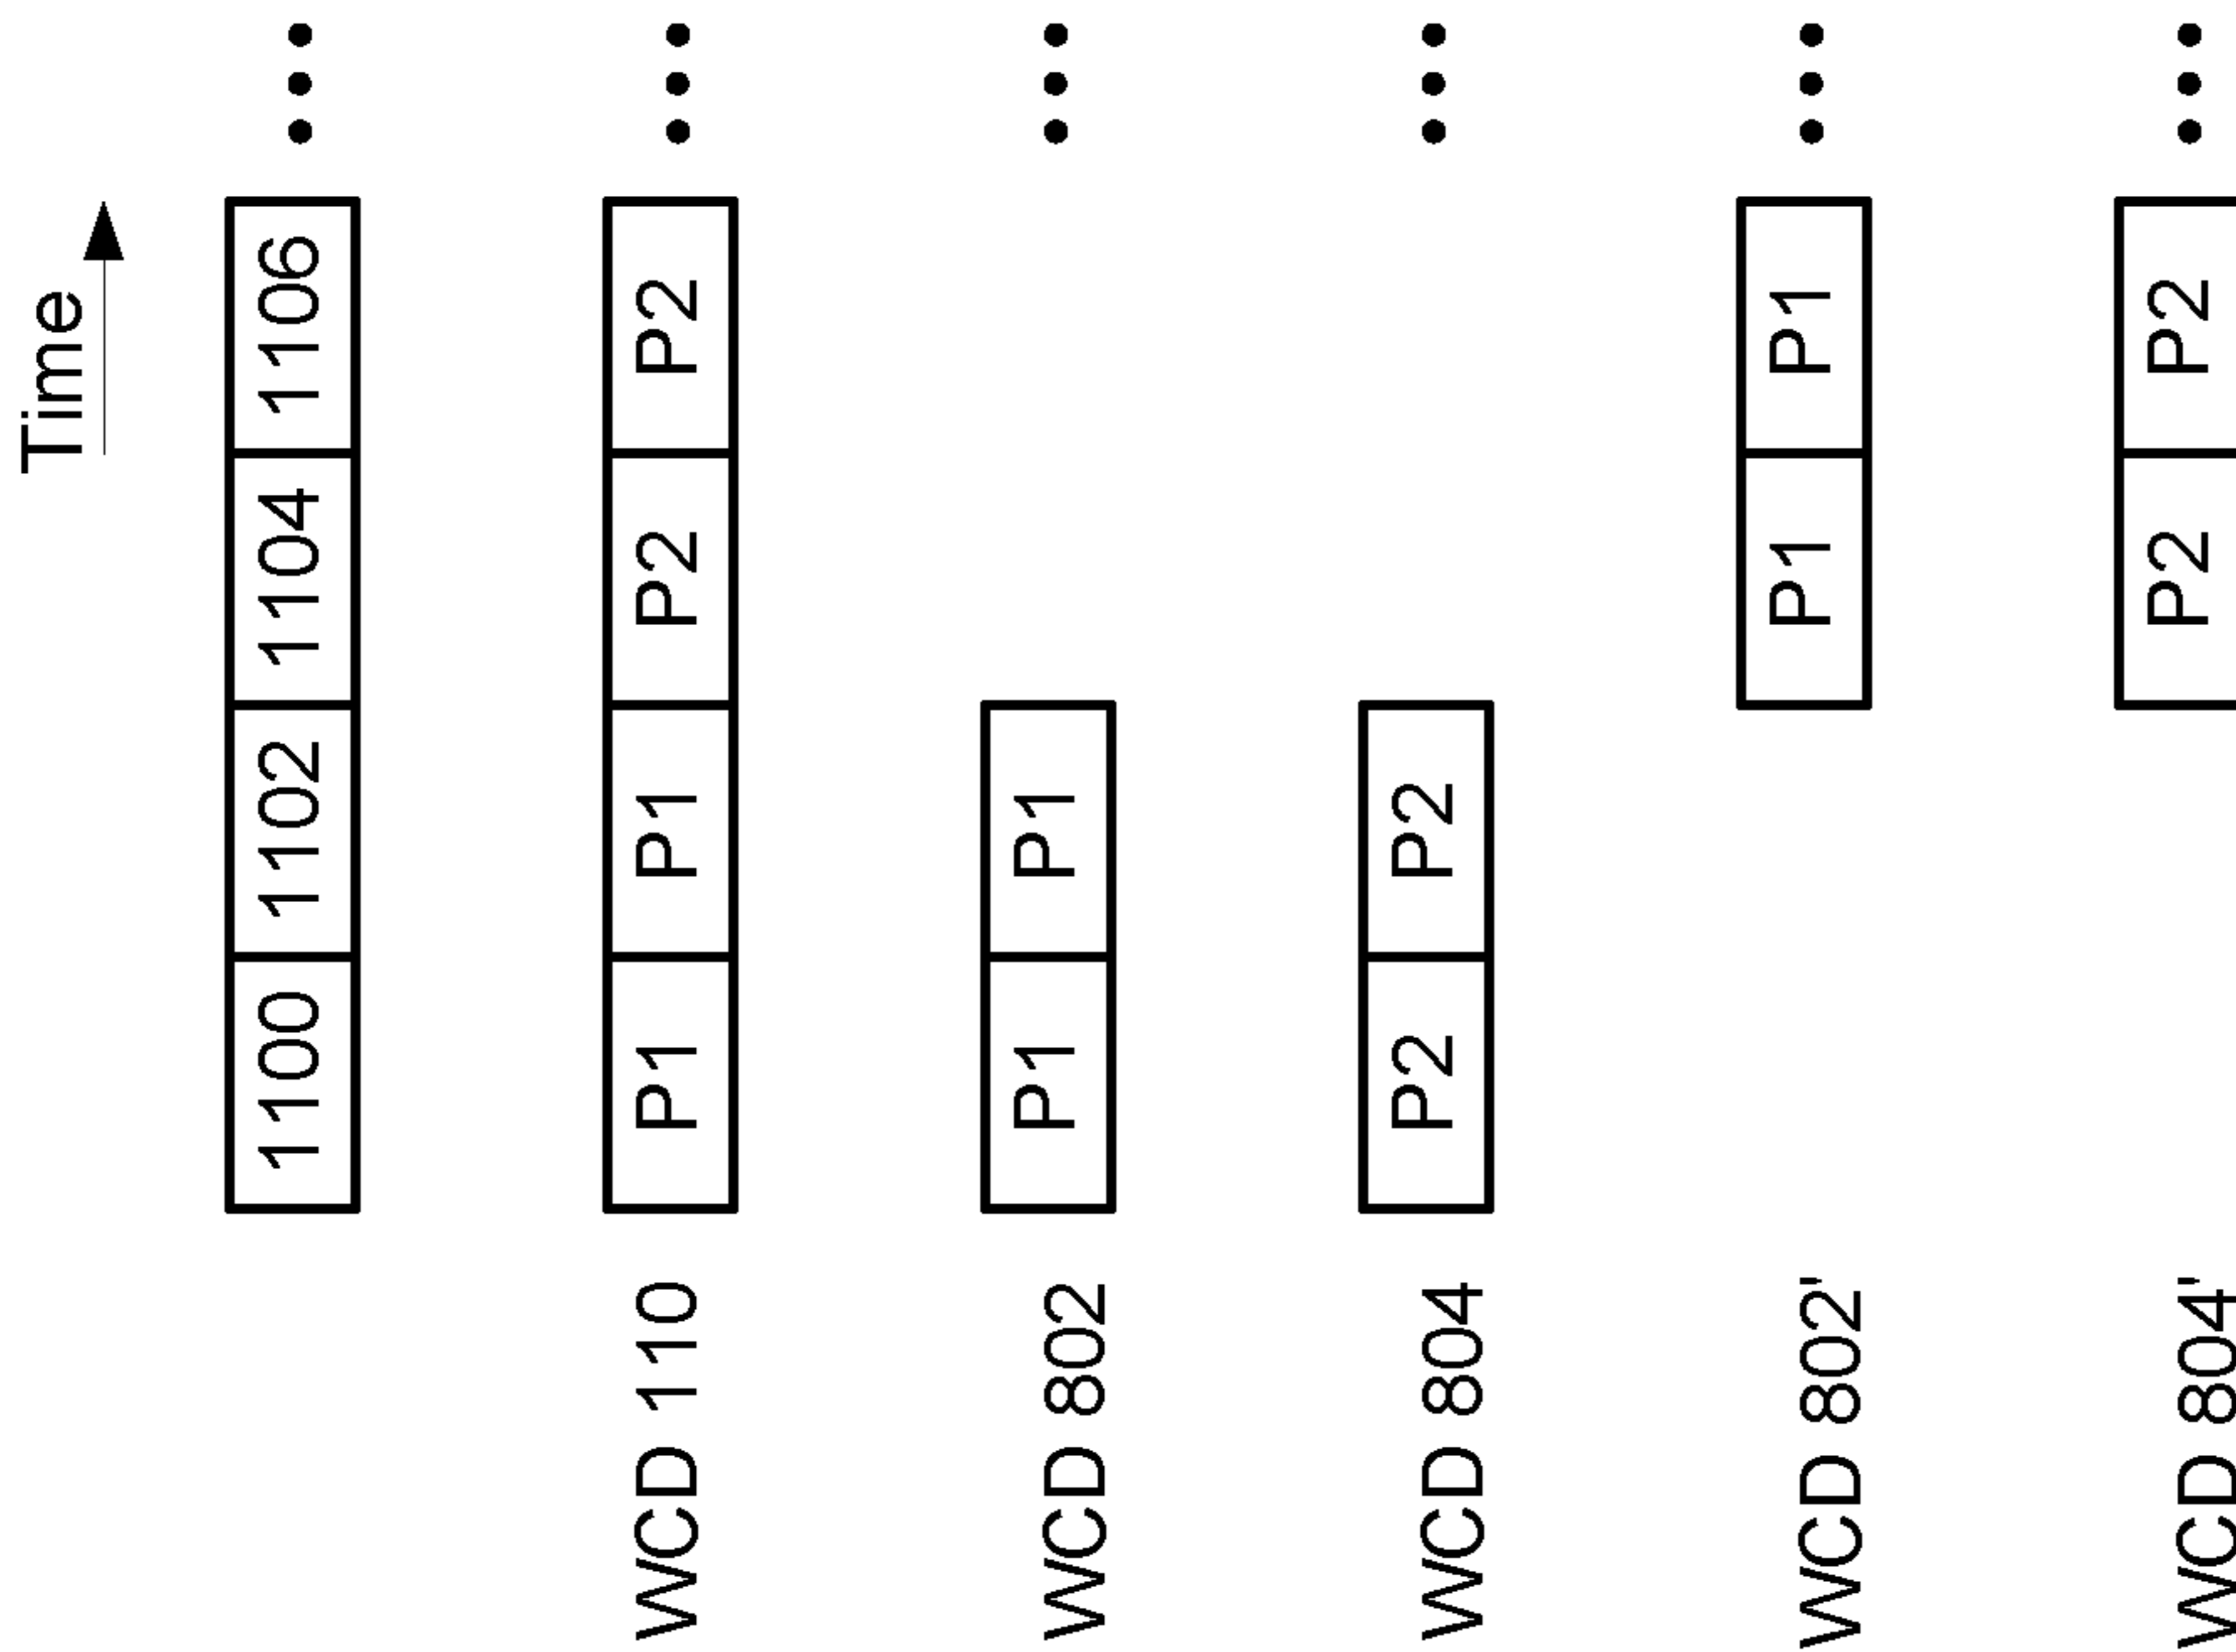 Time
1100 1102 1104 1106
WCD 110 P1 P1 P2 P2
WCD 802 P1 P1
WCD 804 P2 P2
WCD 802' P1 P1
WCD 804' P2 P2